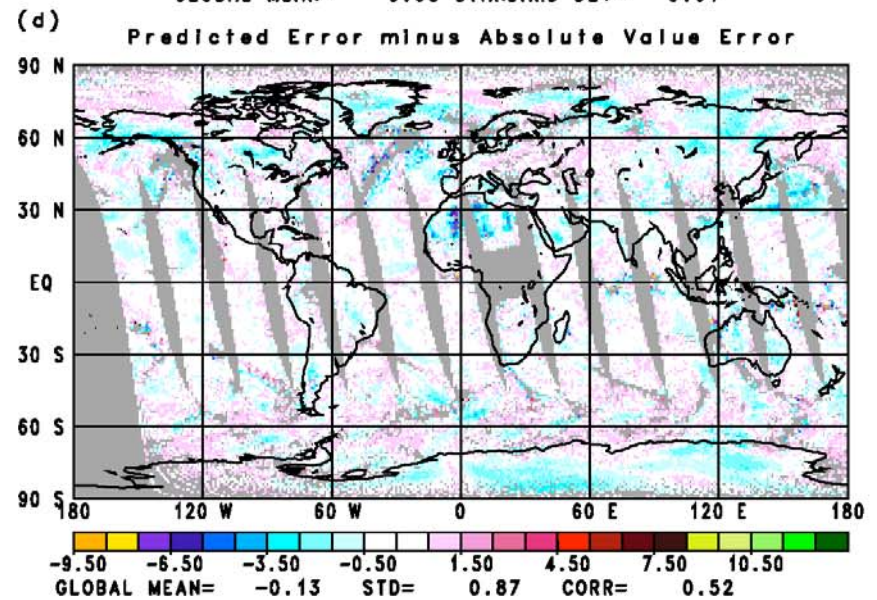 GLOBAL MEAN=
(d)
Predicted Error minus Absolute Value Error
90 N
60 N
30 N
EQ
30 S
60 S
90 S
180 120 W 60 W 0 60 E 120 E 180
-9.50 -6.50 -3.50 -0.50 1.50 4.50 7.50 10.50
GLOBAL MEAN= -0.13 STD= 0.87 CORR= 0.52